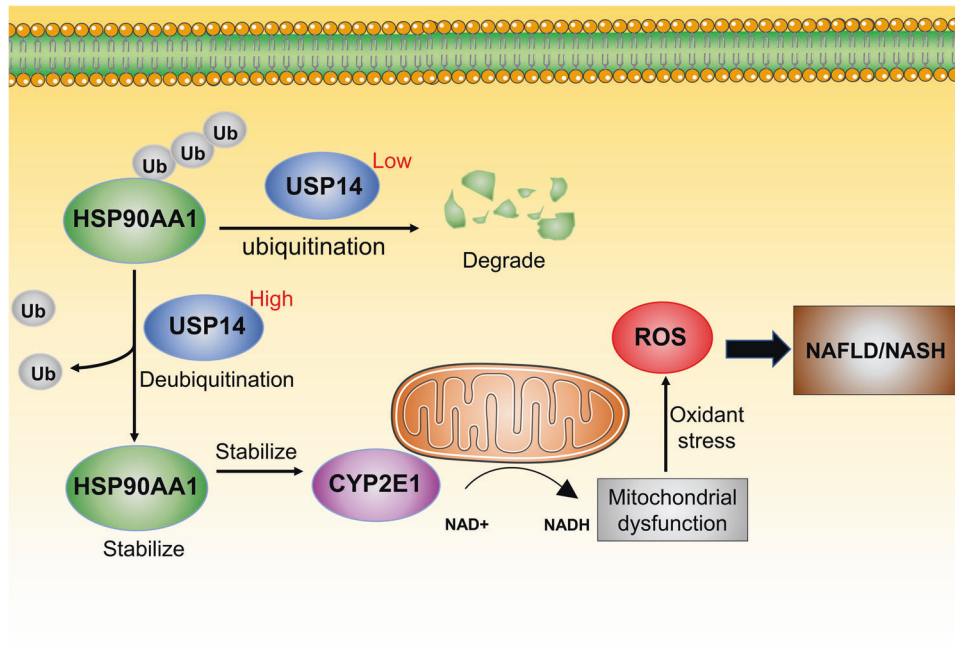 Ub
Ub
Ub
HSP90AA1
USP14
Low
ubiquitination
Degrade
Ub
Ub
USP14
High
Deubiquitination
HSP90AA1
Stabilize
Stabilize
CYP2E1
NAD+
NADH
Mitochondrial
dysfunction
Oxidant
stress
ROS
NAFLD/NASH